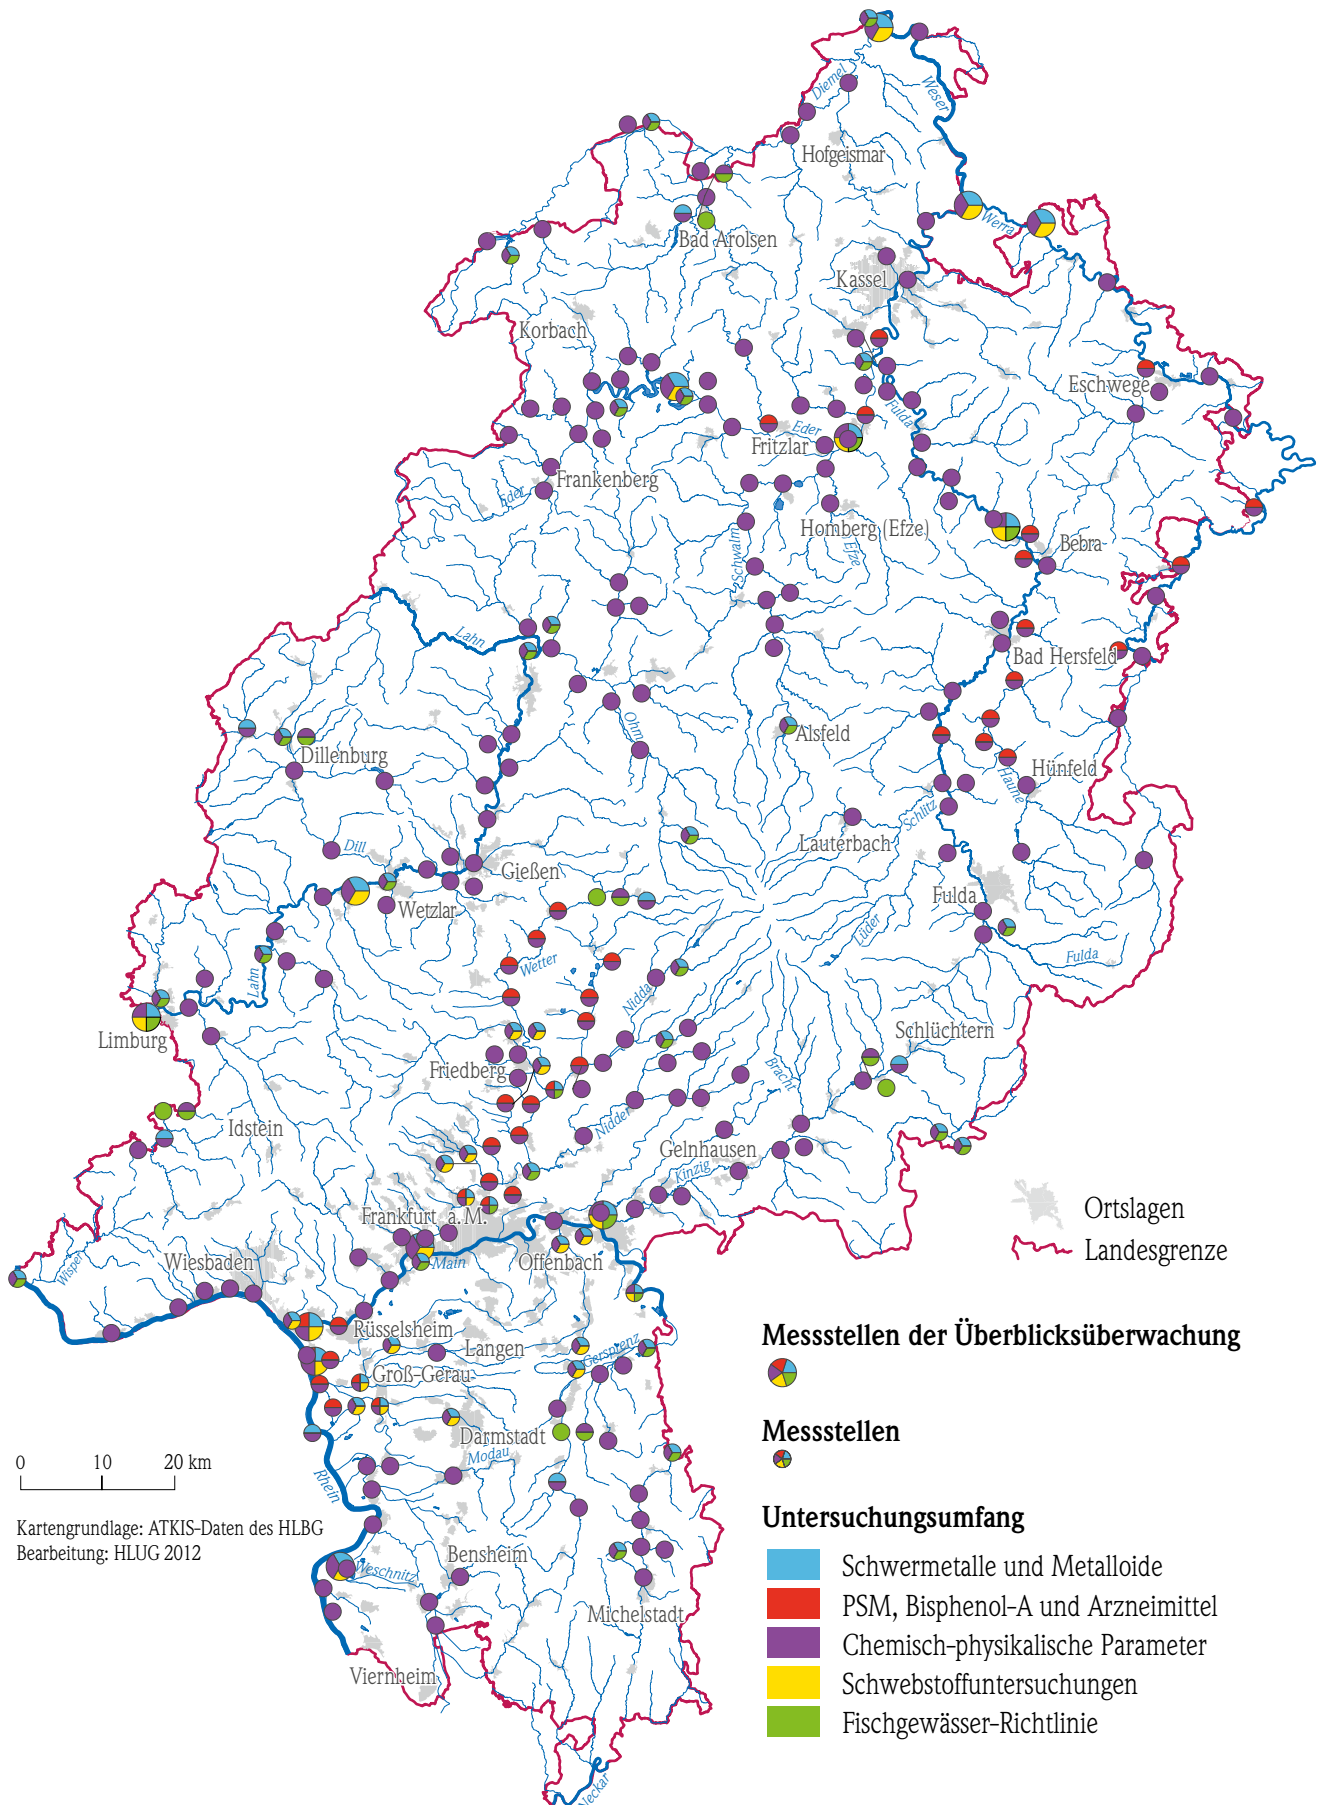 Diemel
Weser
Hofgeismar
Bad Arolsen
Werra
Kassel
Korbach
Eschwege
Fulda
Eder
Fritzlar
Frankenberg
Eder
Homberg (Efze)
Efze
Schwalm
Bebra
Lahn
Bad Hersfeld
Ohm
Alsfeld
Dillenburg
Hünfeld
Haune
Schlitz
Lauterbach
Dill
Gießen
Fulda
Wetzlar
Lüder
Fulda
Wetter
Lahn
Nidda
Limburg
Schlüchtern
Friedberg
Bracht
Idstein
Nidder
Gelnhausen
Kinzig
Ortslagen
Frankfurt a.M.
Landesgrenze
Wisper
Wiesbaden
Main
Offenbach
Rüsselsheim
Messstellen der Überblicksüberwachung
Langen
Gersprenz
Groß-Gerau
Messstellen
Darmstadt
Modau
0 10 20 km
Rhein
Untersuchungsumfang
Kartengrundlage: ATKIS-Daten des HLBG
Bearbeitung: HLUG 2012
Bensheim
Weschnitz
Schwermetalle und Metalloide
PSM, Bisphenol-A und Arzneimittel
Michelstadt
Chemisch-physikalische Parameter
Viernheim
Schwebstoffuntersuchungen
Fischgewässer-Richtlinie
Neckar